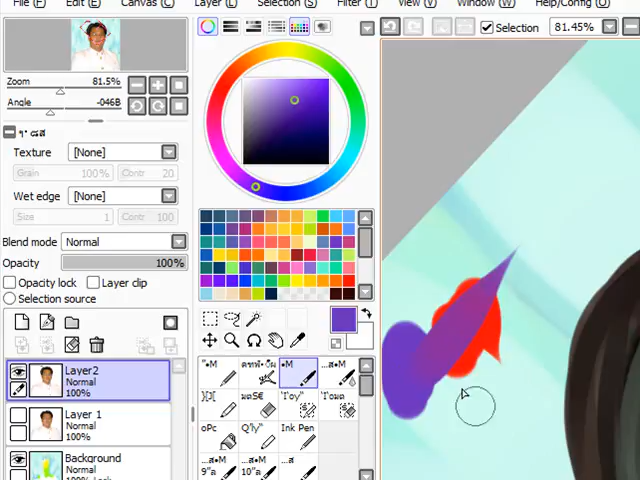 File (F) Edit (E) Canvas (C) Layer (L) Selection (S) Filter (T) View (V) Window (W) Help/Config (O)
Selection 81.45%
Zoom 81.5%
Angle -046B
Texture [None]
Grain 100% Contr 20
Wet edge [None]
Size 1 Contr 100
Blend mode Normal
Opacity 100%
Opacity lock Layer clip
Selection source
Layer2
Normal
100%
Layer 1
Normal
100%
Background
Normal
100%
Ink Pen